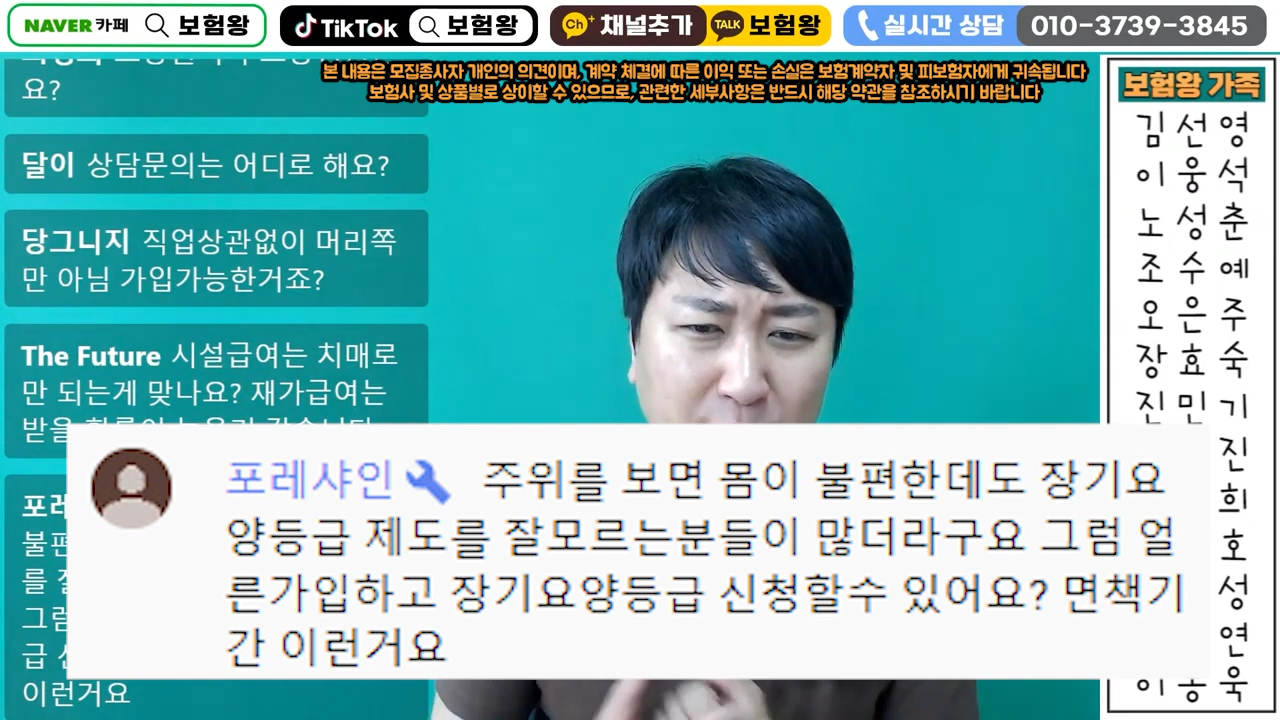 NAVER 카페 보험왕
TikTok 보험왕
Ch+ 채널추가 TALK 보험왕
실시간 상담 010-3739-3845
본 내용은 모집종사자 개인의 의견이며, 계약 체결에 따른 이익 또는 손실은 보험계약자 및 피보험자에게 귀속됩니다
보험사 및 상품별로 상이할 수 있으므로, 관련한 세부사항은 반드시 해당 약관을 참조하시기 바랍니다
요?
달이 상담문의는 어디로 해요?
당그니지 직업상관없이 머리쪽
만 아님 가입가능한거죠?
The Future 시설급여는 치매로
만 되는게 맞나요? 재가급여는
받을
포레
불편
를 잘
그럼
급 신
이런거요
포레샤인 주위를 보면 몸이 불편한데도 장기요
양등급 제도를 잘모르는분들이 많더라구요 그럼 얼
른가입하고 장기요양등급 신청할수 있어요? 면책기
간 이런거요
보험왕 가족
김선영
이웅석
노성춘
조수예
오은주
장효숙
진민기
진
희
호
성
연
욱